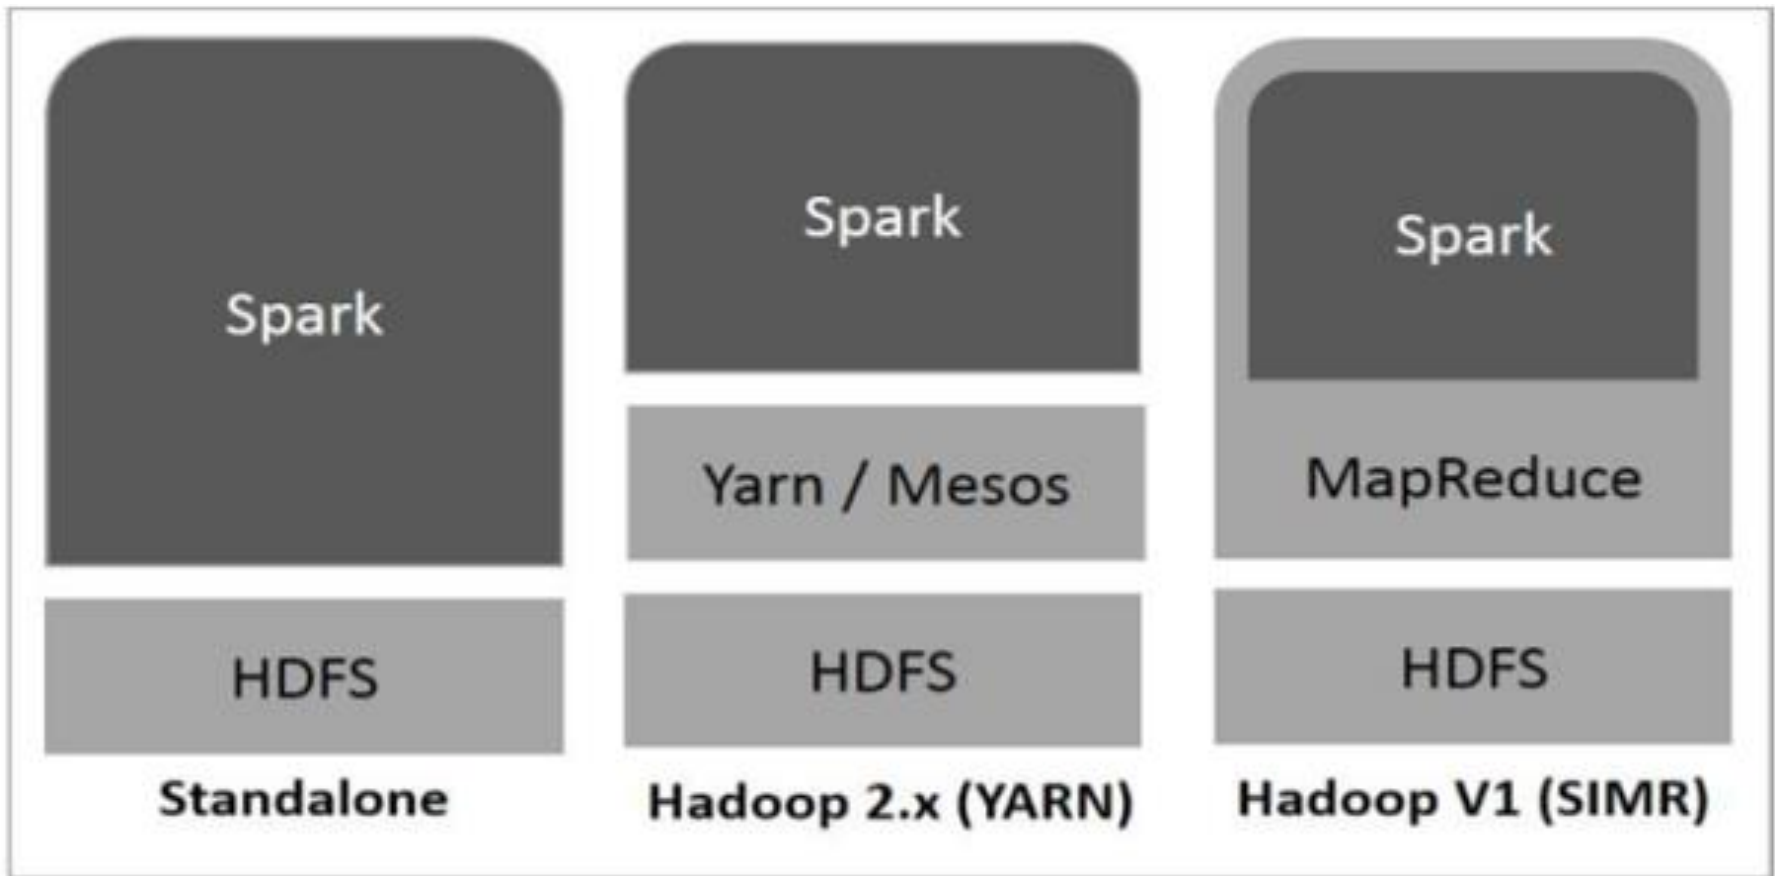 Spark
HDFS
Standalone
Spark
Yarn / Mesos
HDFS
Hadoop 2.x (YARN)
Spark
MapReduce
HDFS
Hadoop V1 (SIMR)